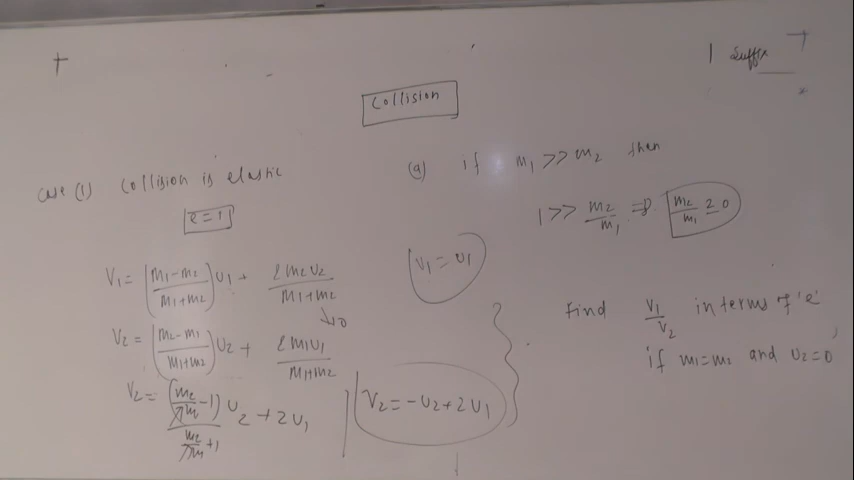 1 suffix
Collision
Case (1) Collision is elastic
e = 1
V1 = (m1 - m2 / m1 + m2) u1 + 2m2u2 / m1 + m2 → 0
V2 = (m2 - m1 / m1 + m2) u2 + 2m1u1 / m1 + m2
V2 = (m2/m1 - 1) u2 / (m2/m1 + 1) + 2u1
(a) if m1 >> m2 then
1 >> m2/m1 ⇒ m2/m1 ≃ 0
V1 = u1
V2 = -u2 + 2u1
Find V1/V2 in terms of 'e'
if m1 = m2 and u2 = 0